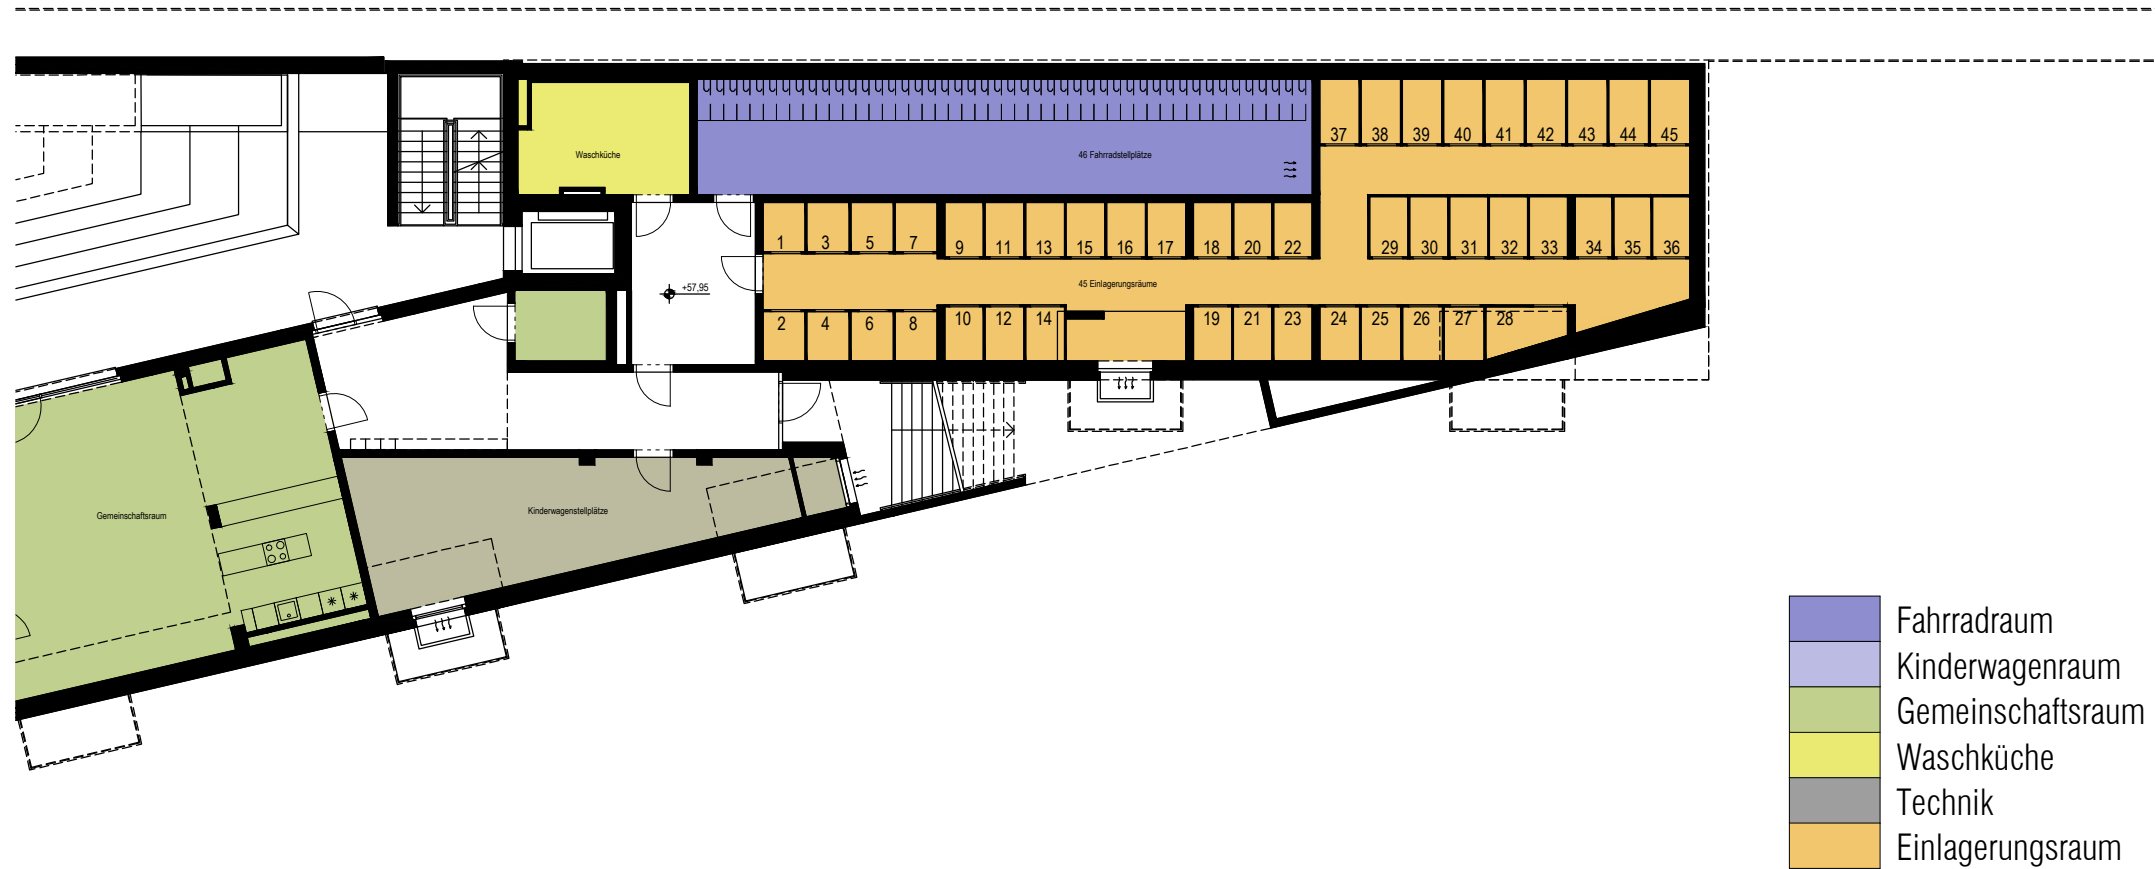 37 38 39 40 41 42 43 44 45
Waschküche
46 Fahrradstellplätze
1 3 5 7 9 11 13 15 16 17 18 20 22 29 30 31 32 33 34 35 36
+57,95
45 Einlagerungsräume
2 4 6 8 10 12 14 19 21 23 24 25 26 27 28
Gemeinschaftsraum
Kinderwagenstellplätze
Fahrradraum
Kinderwagenraum
Gemeinschaftsraum
Waschküche
Technik
Einlagerungsraum